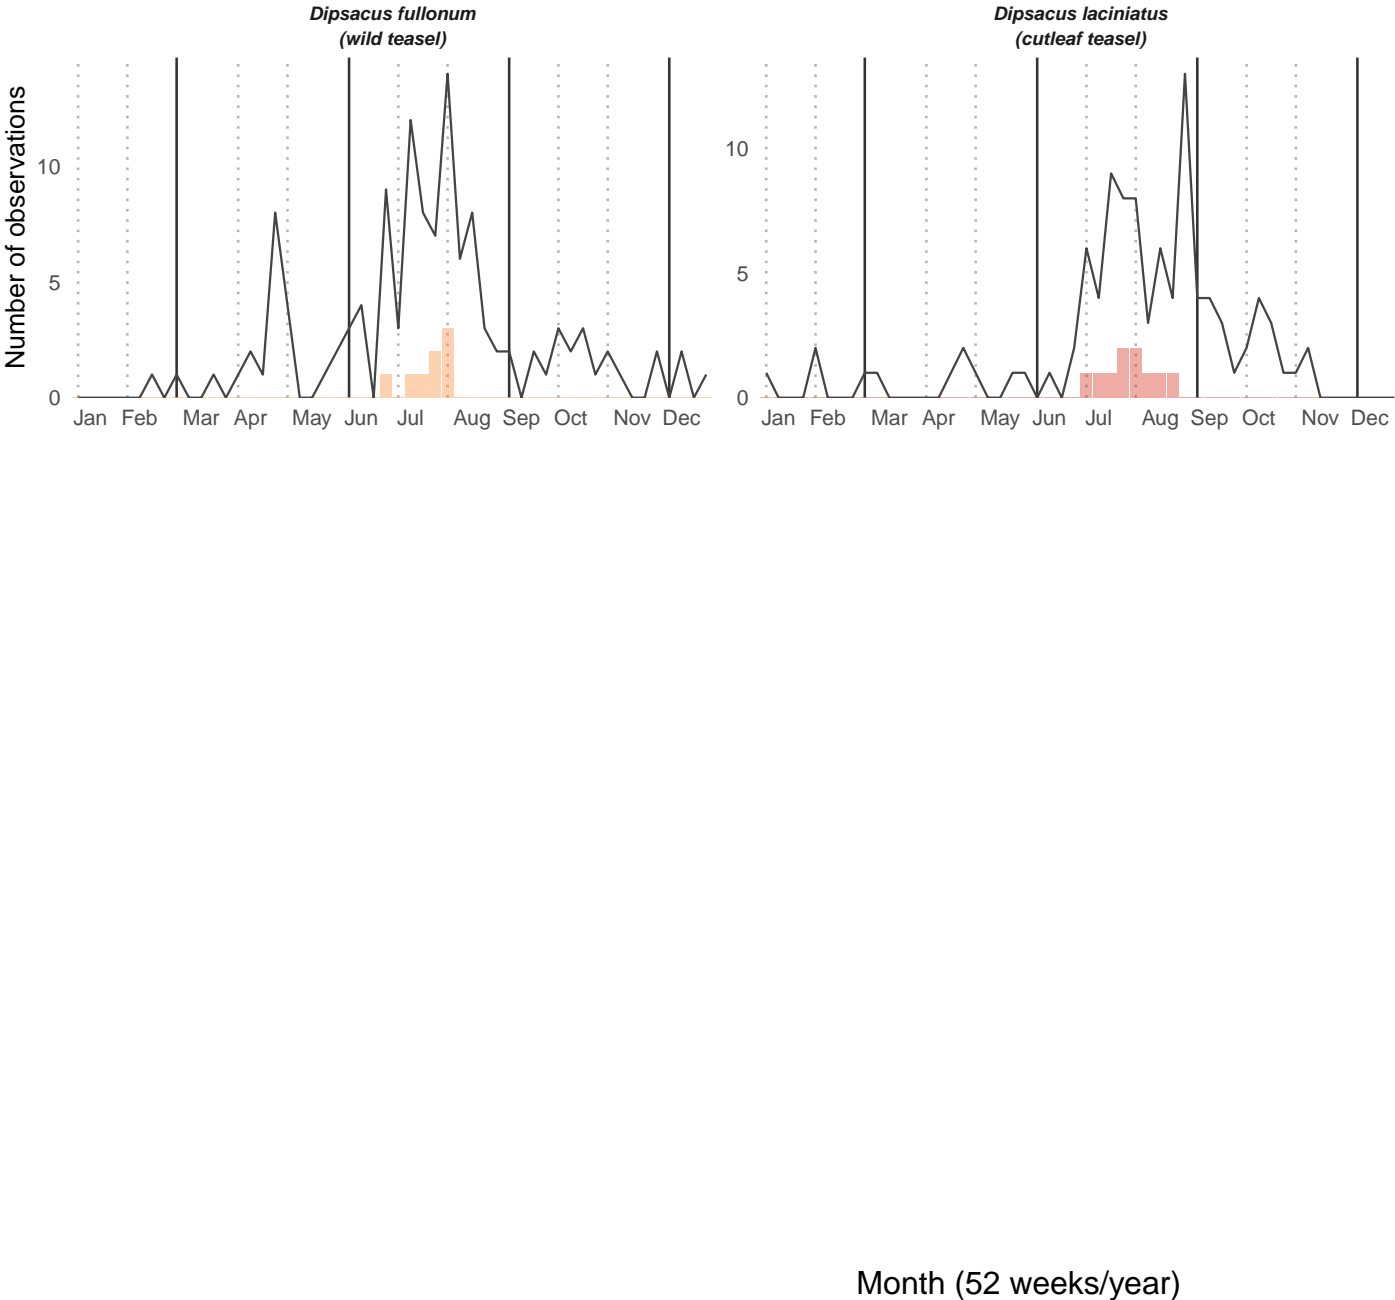 Dipsacus fullonum
(wild teasel)
Dipsacus laciniatus
(cutleaf teasel)
Number of observations
10
5
0
Jan Feb Mar Apr May Jun Jul Aug Sep Oct Nov Dec
10
5
0
Jan Feb Mar Apr May Jun Jul Aug Sep Oct Nov Dec
Month (52 weeks/year)